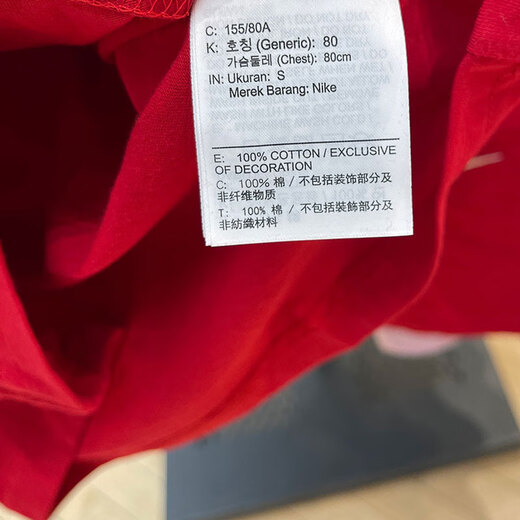 C: 155/80A
K: 호칭 (Generic): 80
가슴둘레 (Chest): 80cm
IN: Ukuran: S
Merek Barang: Nike
E: 100% COTTON / EXCLUSIVE
OF DECORATION
C: 100% 棉 / 不包括装饰部分及
非纤维物质
T: 100% 棉 / 不包括裝飾部分及
非紡織材料